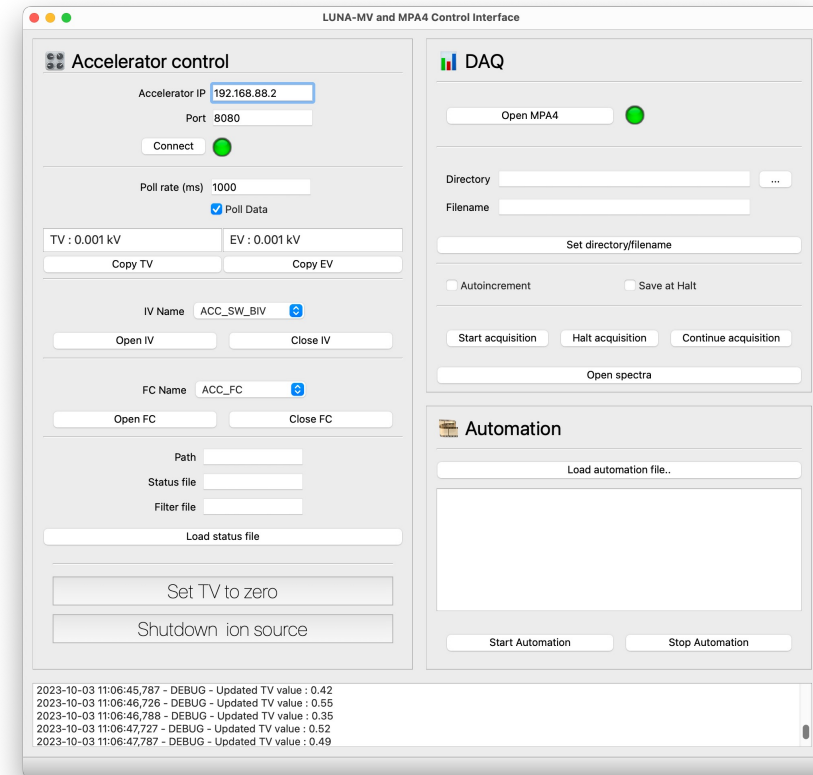 LUNA-MV and MPA4 Control Interface
Accelerator control
Accelerator IP 192.168.88.2
Port 8080
Connect
Poll rate (ms) 1000
Poll Data
TV : 0.001 kV EV : 0.001 kV
Copy TV Copy EV
IV Name ACC_SW_BIV
Open IV Close IV
FC Name ACC_FC
Open FC Close FC
Path
Status file
Filter file
Load status file
Set TV to zero
Shutdown ion source
DAQ
Open MPA4
Directory ...
Filename
Set directory/filename
Autoincrement Save at Halt
Start acquisition Halt acquisition Continue acquisition
Open spectra
Automation
Load automation file..
Start Automation Stop Automation
2023-10-03 11:06:45,787 - DEBUG - Updated TV value : 0.42
2023-10-03 11:06:46,726 - DEBUG - Updated TV value : 0.55
2023-10-03 11:06:46,788 - DEBUG - Updated TV value : 0.35
2023-10-03 11:06:47,727 - DEBUG - Updated TV value : 0.52
2023-10-03 11:06:47,787 - DEBUG - Updated TV value : 0.49